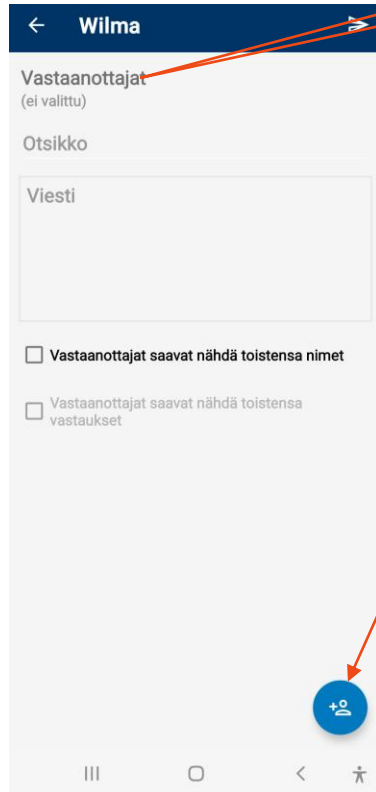 Wilma
Vastaanottajat
(ei valittu)
Otsikko
Viesti
Vastaanottajat saavat nähdä toistensa nimet
Vastaanottajat saavat nähdä toistensa
vastaukset